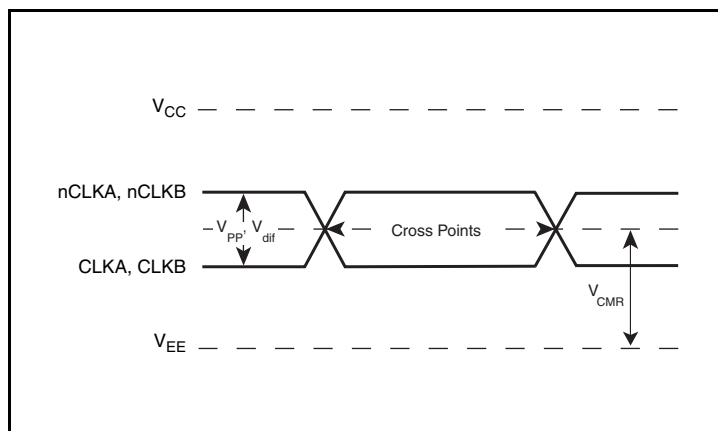 VCC
nCLKA, nCLKB
VPP, Vdif
Cross Points
CLKA, CLKB
VCMR
VEE